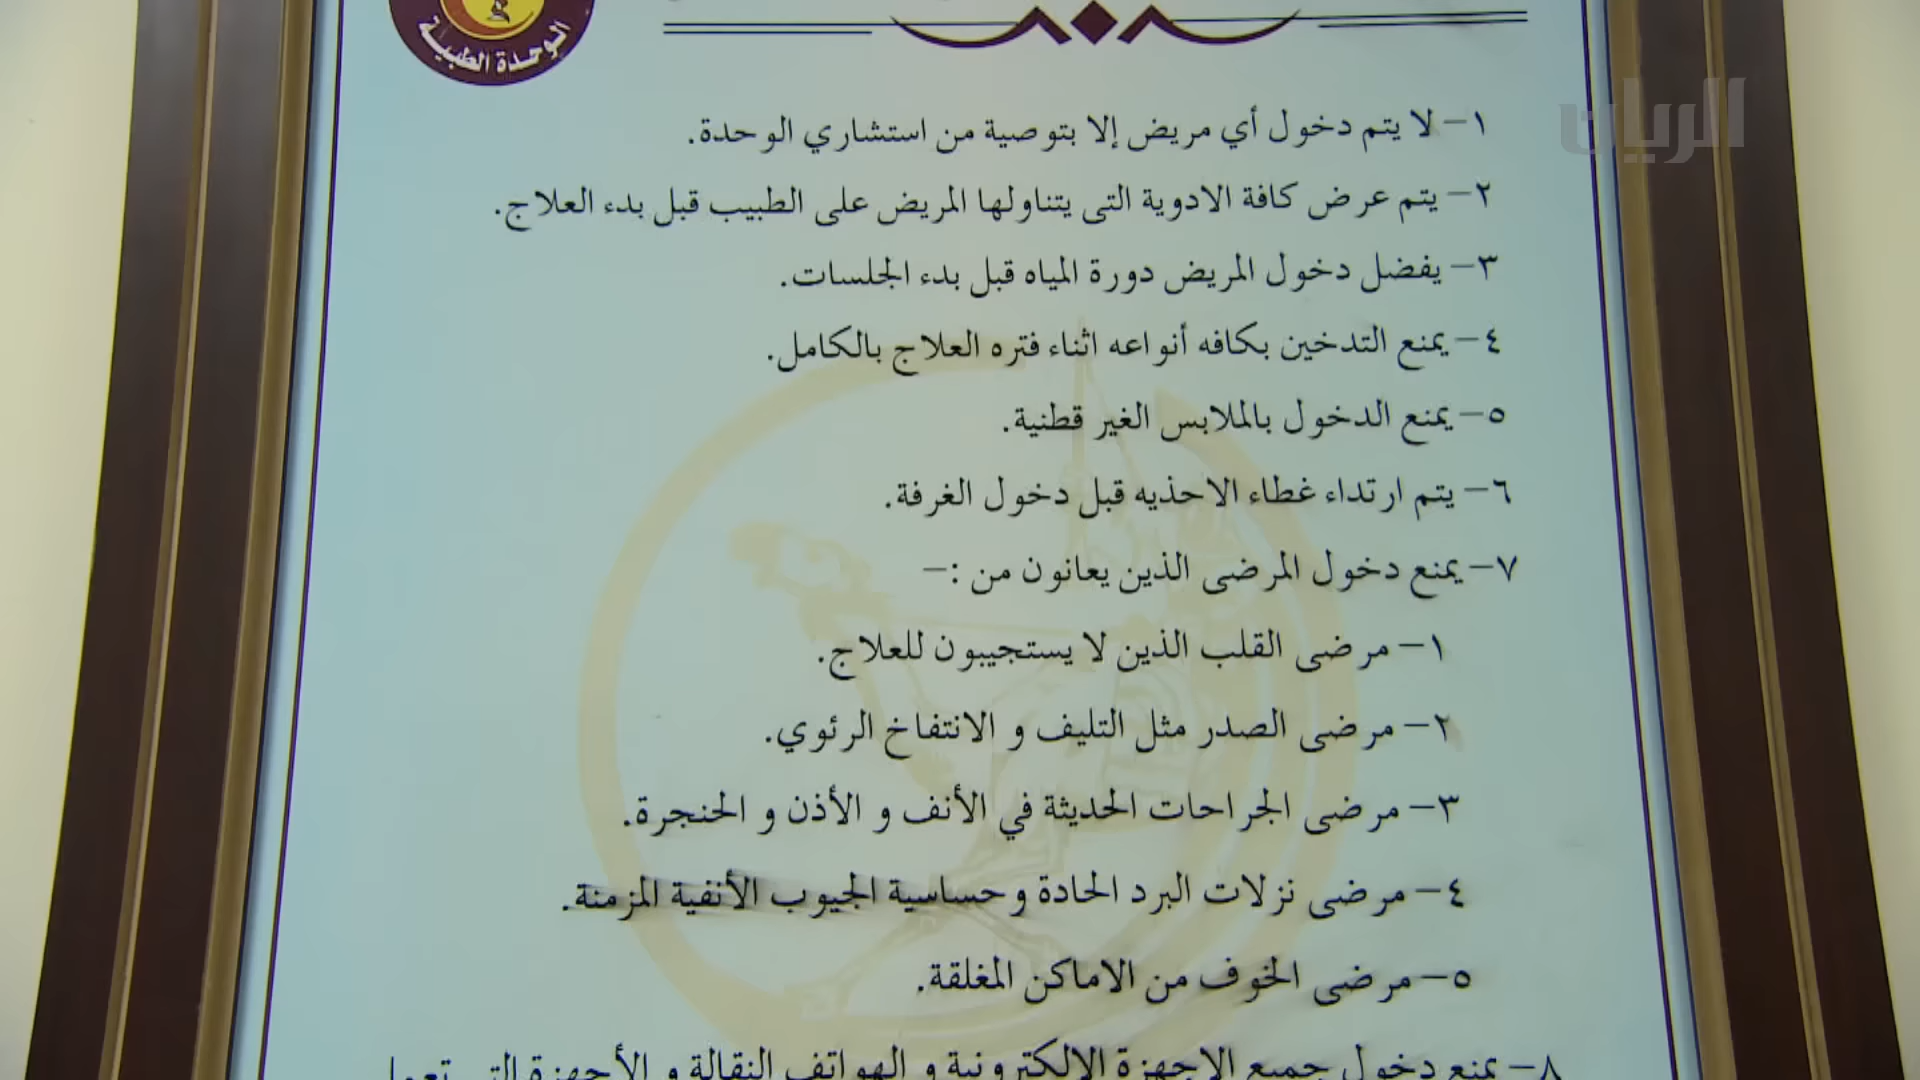 الوحدة الطبية
الريان
١- لا يتم دخول أي مريض إلا بتوصية من استشاري الوحدة.
٢- يتم عرض كافة الادوية التى يتناولها المريض على الطبيب قبل بدء العلاج.
٣- يفضل دخول المريض دورة المياه قبل بدء الجلسات.
٤- يمنع التدخين بكافه أنواعه اثناء فتره العلاج بالكامل.
٥- يمنع الدخول بالملابس الغير قطنية.
٦- يتم ارتداء غطاء الاحذيه قبل دخول الغرفة.
٧- يمنع دخول المرضى الذين يعانون من :-
١- مرضى القلب الذين لا يستجيبون للعلاج.
٢- مرضى الصدر مثل التليف و الانتفاخ الرئوي.
٣- مرضى الجراحات الحديثة في الأنف و الأذن و الحنجرة.
٤- مرضى نزلات البرد الحادة وحساسية الجيوب الأنفية المزمنة.
٥- مرضى الخوف من الاماكن المغلقة.
٨- يمنع دخول جميع الاجهزة الالكترونية و الهواتف النقالة و الأجهزة التي تعمل